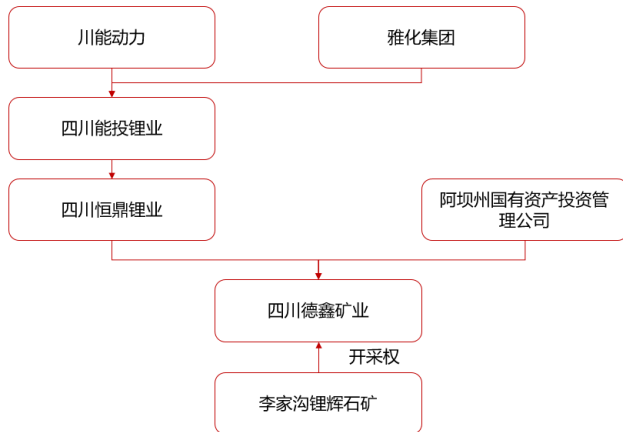 川能动力
雅化集团
四川能投锂业
四川恒鼎锂业
阿坝州国有资产投资管
理公司
四川德鑫矿业
开采权
李家沟锂辉石矿